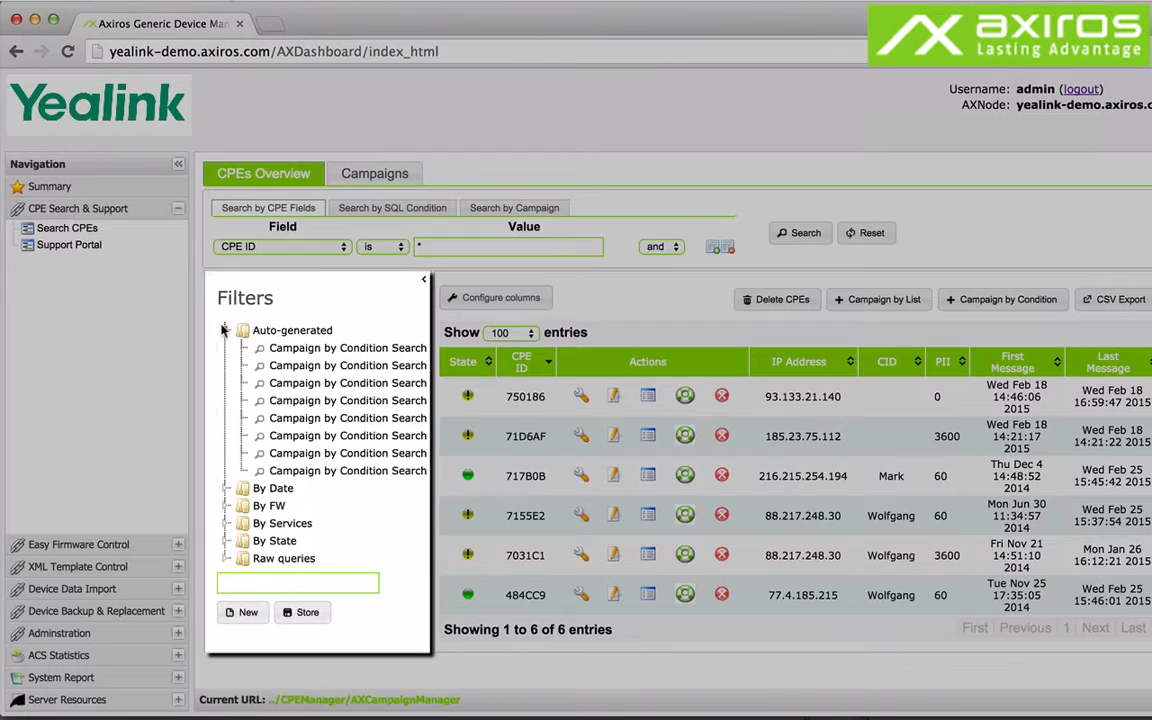 Axiros Generic Device Man
yealink-demo.axiros.com/AXDashboard/index_html
axiros
Lasting Advantage
Yealink
Username: admin (logout)
AXNode: yealink-demo.axiros.c
Navigation
Summary
CPE Search & Support
Search CPEs
Support Portal
Easy Firmware Control
XML Template Control
Device Data Import
Device Backup & Replacement
Adminstration
ACS Statistics
System Report
Server Resources
CPEs Overview Campaigns
Search by CPE Fields Search by SQL Condition Search by Campaign
Field Value
CPE ID is * and Search Reset
Filters
Auto-generated
Campaign by Condition Search
Campaign by Condition Search
Campaign by Condition Search
Campaign by Condition Search
Campaign by Condition Search
Campaign by Condition Search
Campaign by Condition Search
Campaign by Condition Search
By Date
By FW
By Services
By State
Raw queries
New Store
Configure columns Delete CPEs Campaign by List Campaign by Condition CSV Export
Show 100 entries
State CPE ID Actions IP Address CID PII First Message Last Message
750186 93.133.21.140 0 Wed Feb 18 14:46:06 2015 Wed Feb 18 16:59:47 2015
71D6AF 185.23.75.112 3600 Wed Feb 18 14:21:17 2015 Wed Feb 18 14:21:22 2015
717B0B 216.215.254.194 Mark 60 Thu Dec 4 14:48:52 2014 Wed Feb 25 15:45:42 2015
7155E2 88.217.248.30 Wolfgang 60 Mon Jun 30 11:34:57 2014 Wed Feb 25 15:37:54 2015
7031C1 88.217.248.30 Wolfgang 3600 Fri Nov 21 14:51:10 2014 Mon Jan 26 16:12:21 2015
484CC9 77.4.185.215 Wolfgang 60 Tue Nov 25 17:35:05 2014 Wed Feb 25 15:46:01 2015
Showing 1 to 6 of 6 entries First Previous 1 Next Last
Current URL: ../CPEManager/AXCampaignManager